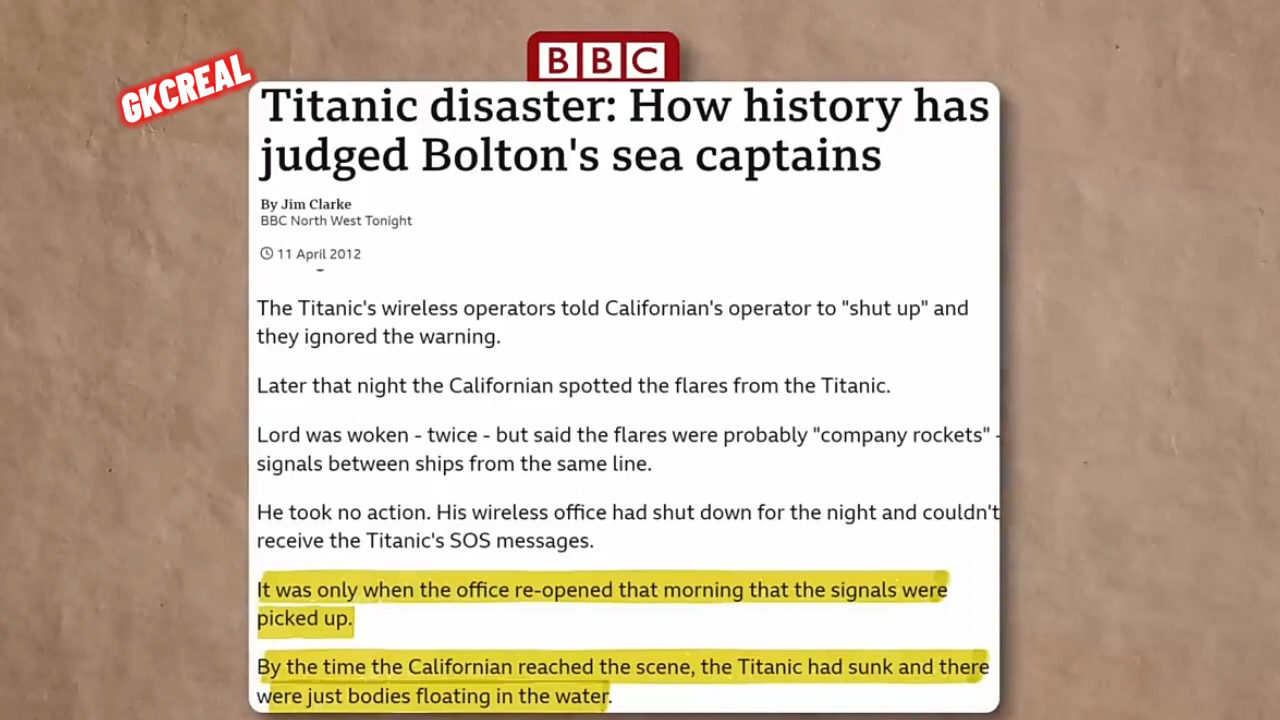 BBC
GKCREAL
Titanic disaster: How history has
judged Bolton's sea captains
By Jim Clarke
BBC North West Tonight
11 April 2012
The Titanic's wireless operators told Californian's operator to "shut up" and
they ignored the warning.
Later that night the Californian spotted the flares from the Titanic.
Lord was woken - twice - but said the flares were probably "company rockets" -
signals between ships from the same line.
He took no action. His wireless office had shut down for the night and couldn't
receive the Titanic's SOS messages.
It was only when the office re-opened that morning that the signals were
picked up.
By the time the Californian reached the scene, the Titanic had sunk and there
were just bodies floating in the water.